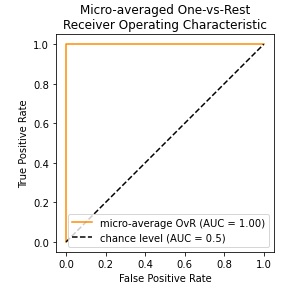 Micro-averaged One-vs-Rest
Receiver Operating Characteristic
1.0
0.8
0.6
0.4
0.2
0.0
True Positive Rate
micro-average OvR (AUC = 1.00)
chance level (AUC = 0.5)
0.0 0.2 0.4 0.6 0.8 1.0
False Positive Rate